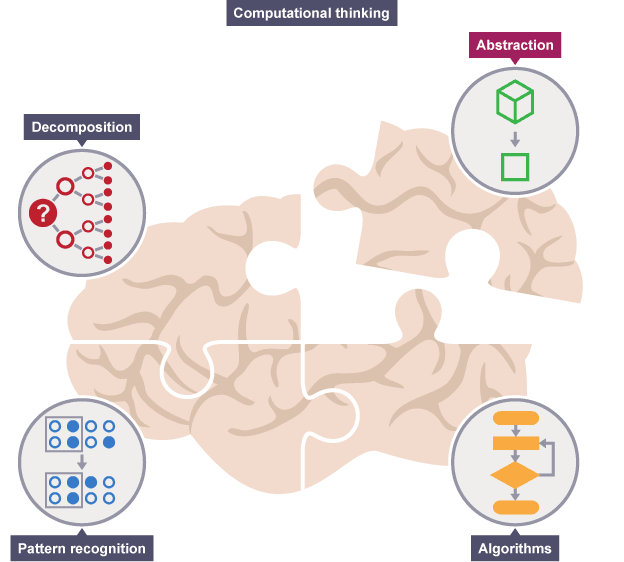 Computational thinking
Abstraction
Decomposition
?
Pattern recognition
Algorithms